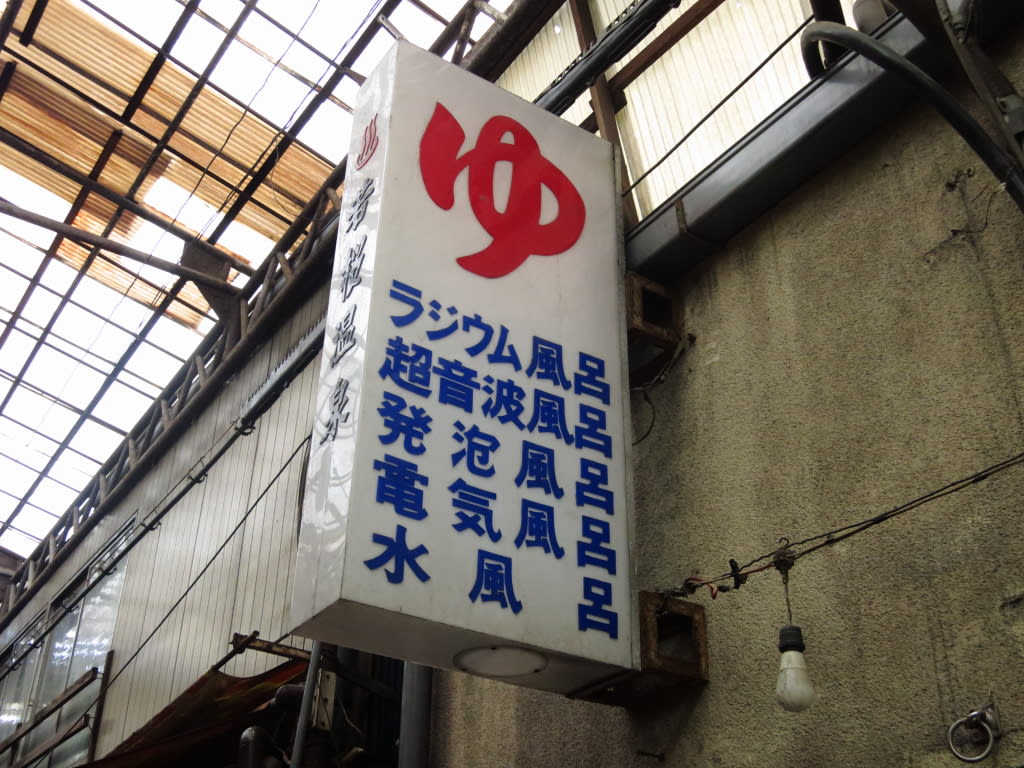 ゆ
ラジウム風呂
超音波風呂
発泡風呂
電気風呂
水風呂
♨ 若松温泉